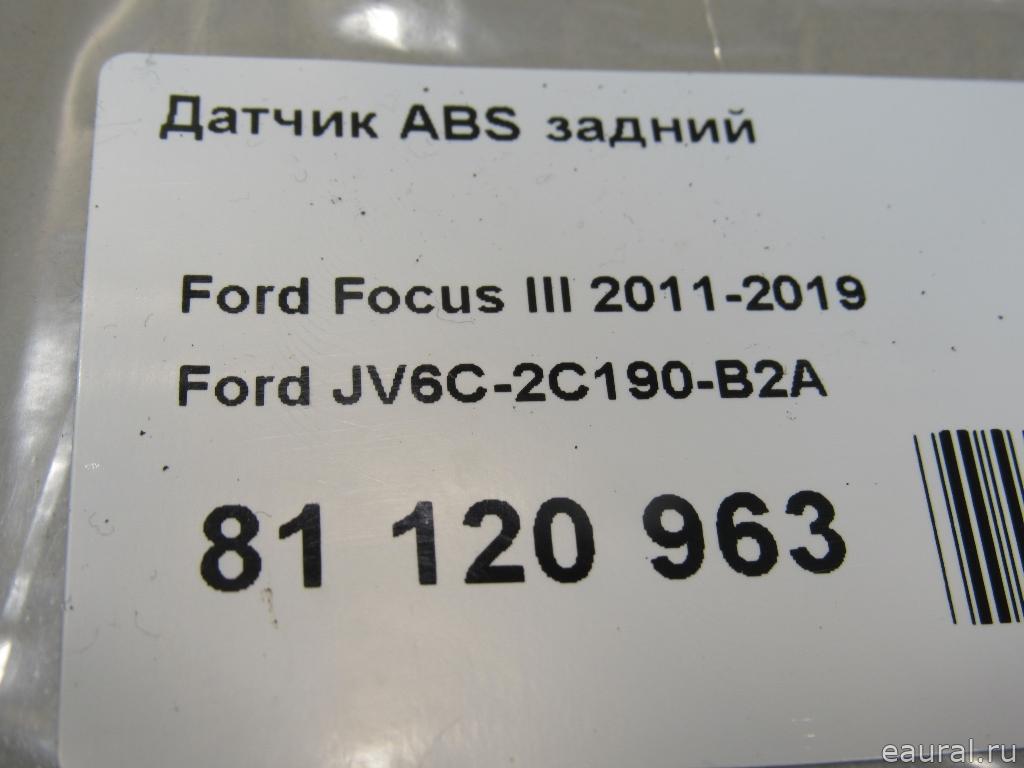 Датчик ABS задний
Ford Focus III 2011-2019
Ford JV6C-2C190-B2A
81 120 963
eaural.ru